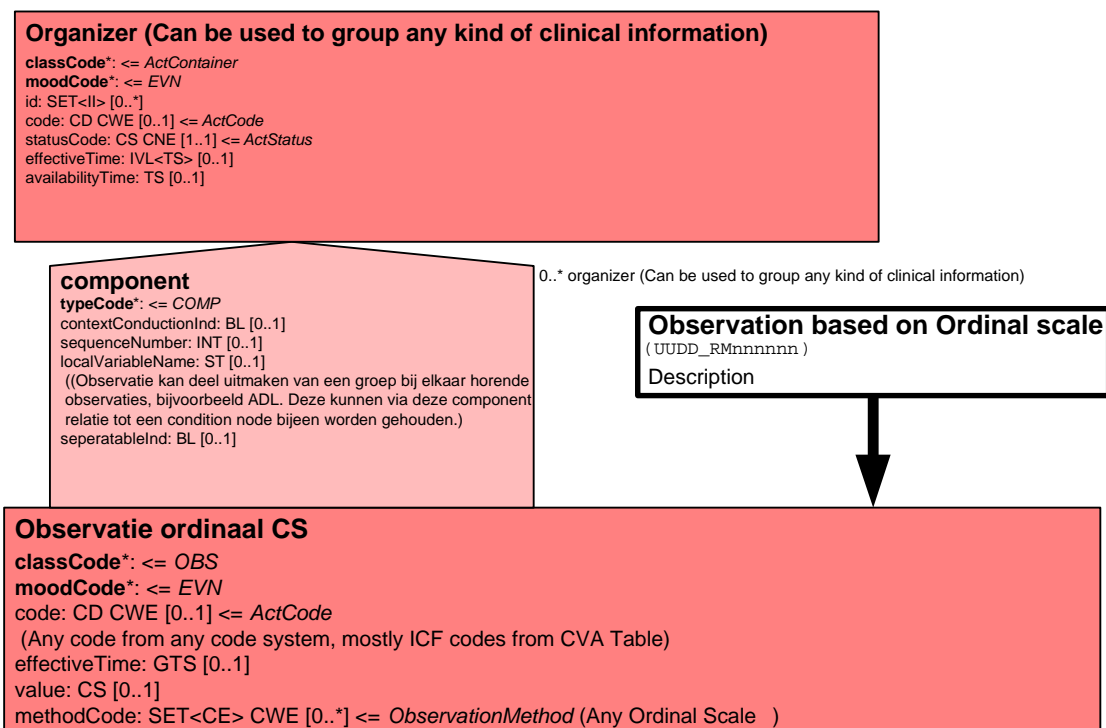 Organizer (Can be used to group any kind of clinical information)
classCode*: <= ActContainer
moodCode*: <= EVN
id: SET<II> [0..*]
code: CD CWE [0..1] <= ActCode
statusCode: CS CNE [1..1] <= ActStatus
effectiveTime: IVL<TS> [0..1]
availabilityTime: TS [0..1]
component
typeCode*: <= COMP
contextConductionInd: BL [0..1]
sequenceNumber: INT [0..1]
localVariableName: ST [0..1]
((Observatie kan deel uitmaken van een groep bij elkaar horende
observaties, bijvoorbeeld ADL. Deze kunnen via deze component
relatie tot een condition node bijeen worden gehouden.)
seperatableInd: BL [0..1]
0..* organizer (Can be used to group any kind of clinical information)
Observation based on Ordinal scale
(UUDD_RMnnnnnn )
Description
Observatie ordinaal CS
classCode*: <= OBS
moodCode*: <= EVN
code: CD CWE [0..1] <= ActCode
(Any code from any code system, mostly ICF codes from CVA Table)
effectiveTime: GTS [0..1]
value: CS [0..1]
methodCode: SET<CE> CWE [0..*] <= ObservationMethod (Any Ordinal Scale )